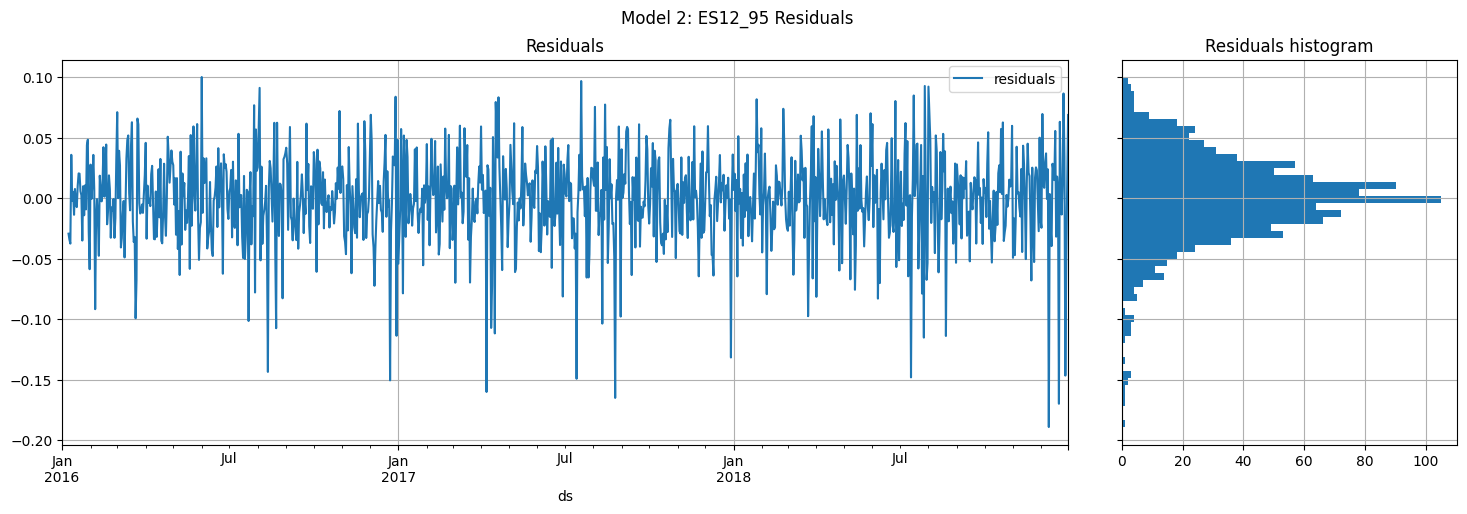 Model 2: ES12_95 Residuals
Residuals
residuals
0.10
0.05
0.00
−0.05
−0.10
−0.15
−0.20
Jan
2016
Jul
Jan
2017
Jul
Jan
2018
Jul
ds
Residuals histogram
0
20
40
60
80
100